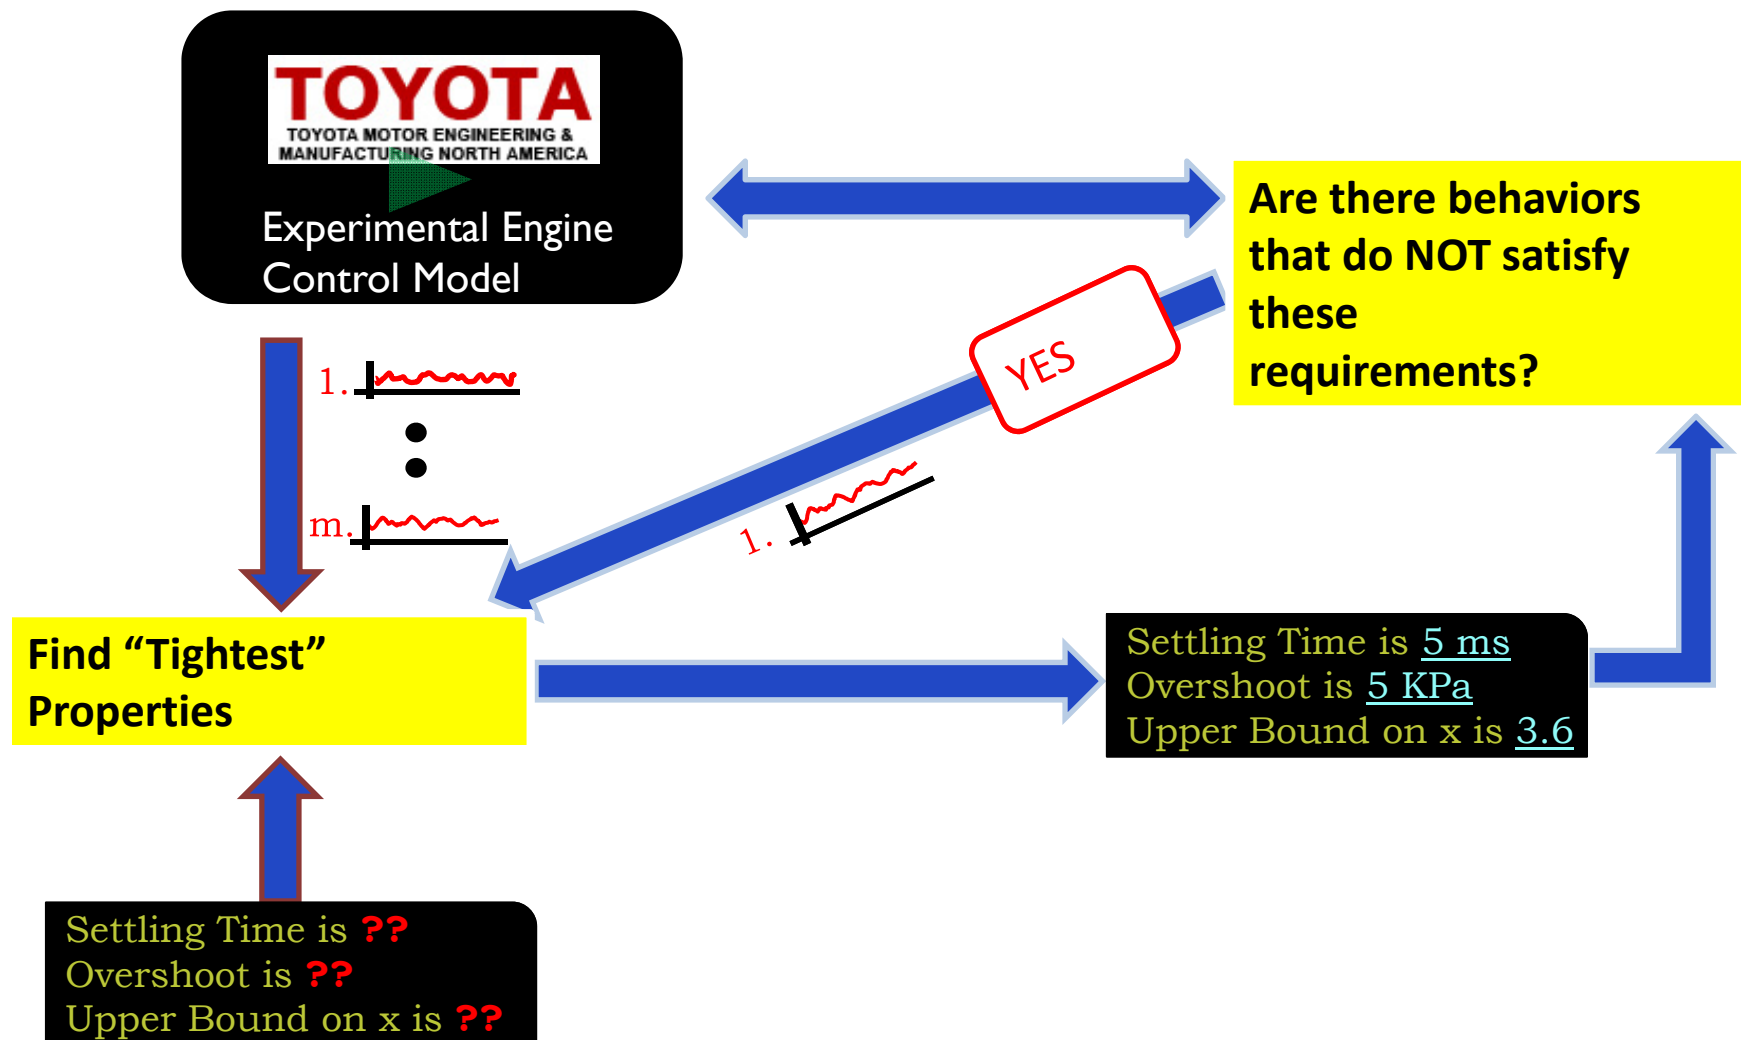 TOYOTA
TOYOTA MOTOR ENGINEERING &
MANUFACTURING NORTH AMERICA
Experimental Engine
Control Model
Are there behaviors
that do NOT satisfy
these
requirements?
YES
1.
m.
1.
Find “Tightest”
Properties
Settling Time is 5 ms
Overshoot is 5 KPa
Upper Bound on x is 3.6
Settling Time is ??
Overshoot is ??
Upper Bound on x is ??